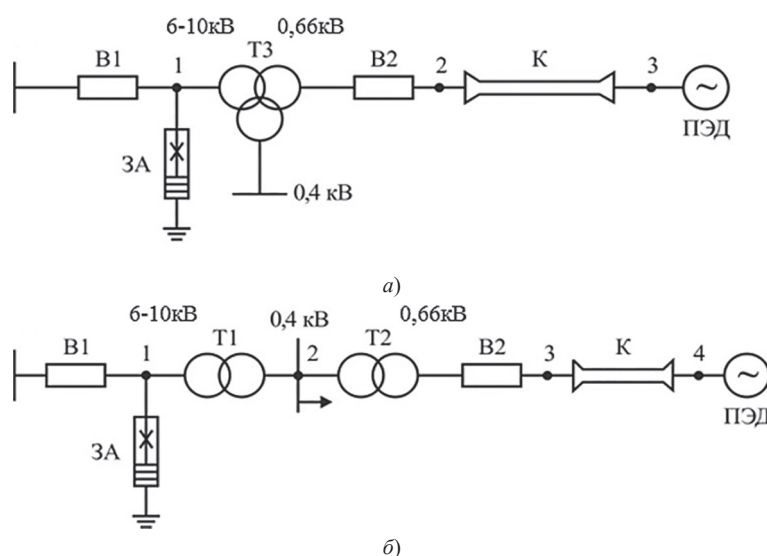 6-10кВ 0,66кВ
В1 1 Т3 В2 2 К 3
~
ПЭД
ЗА
0,4 кВ
а)
6-10кВ 0,4 кВ 0,66кВ
В1 1 Т1 2 Т2 В2 3 К 4
~
ПЭД
ЗА
б)